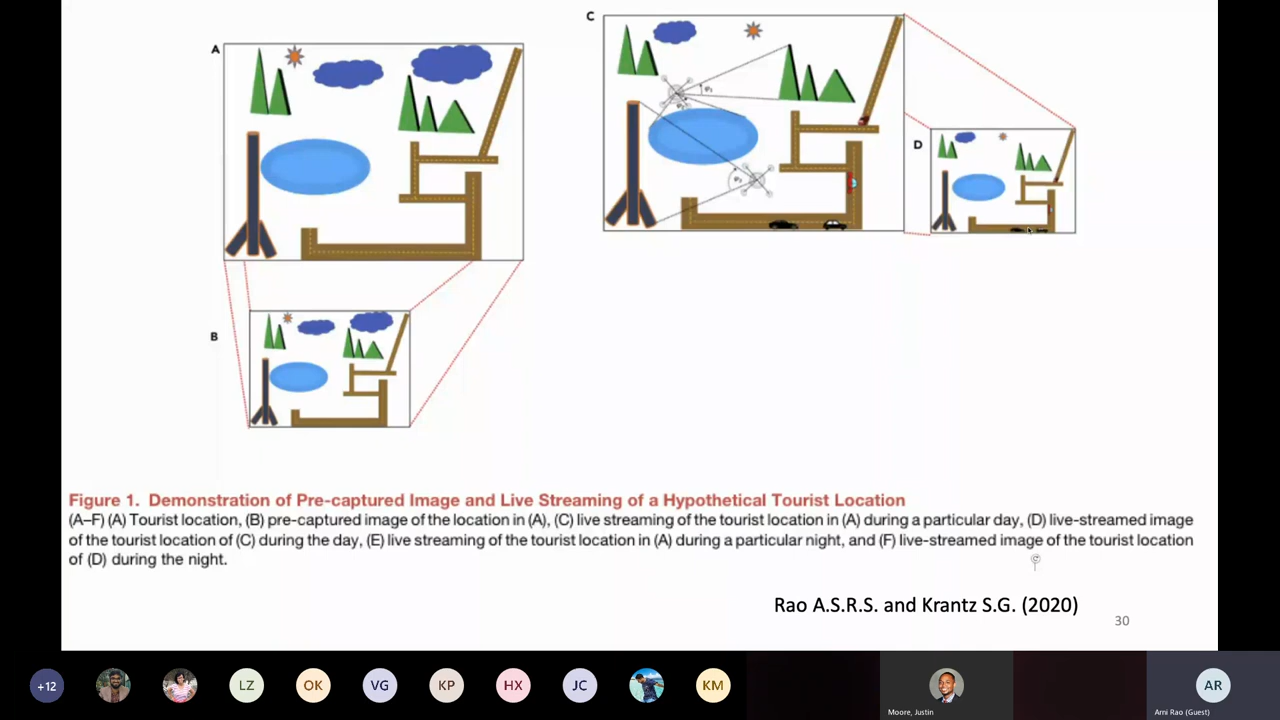 A
B
C
D
Figure 1. Demonstration of Pre-captured Image and Live Streaming of a Hypothetical Tourist Location
(A–F) (A) Tourist location, (B) pre-captured image of the location in (A), (C) live streaming of the tourist location in (A) during a particular day, (D) live-streamed image
of the tourist location of (C) during the day, (E) live streaming of the tourist location in (A) during a particular night, and (F) live-streamed image of the tourist location
of (D) during the night.
Rao A.S.R.S. and Krantz S.G. (2020)
30
+12
LZ
OK
VG
KP
HX
JC
KM
Moore, Justin
AR
Arni Rao (Guest)